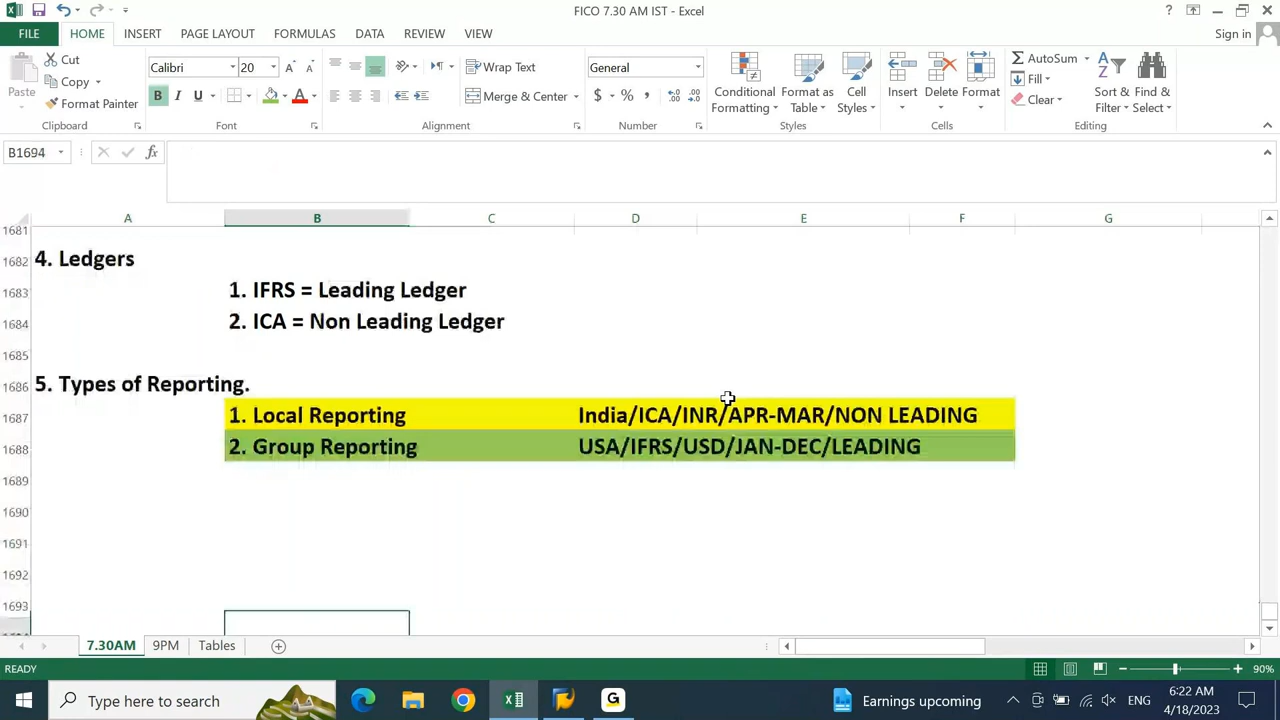 FICO 7.30 AM IST - Excel
FILE HOME INSERT PAGE LAYOUT FORMULAS DATA REVIEW VIEW Sign in
Paste Cut Copy Format Painter Clipboard
Calibri 20 B I U A Font
Wrap Text Merge & Center Alignment
General $ % , Number
Conditional Formatting Format as Table Cell Styles Styles
Insert Delete Format Cells
AutoSum Fill Clear Sort & Filter Find & Select Editing
B1694 fx
A B C D E F G
1681
1682 4. Ledgers
1683 1. IFRS = Leading Ledger
1684 2. ICA = Non Leading Ledger
1685
1686 5. Types of Reporting.
1687 1. Local Reporting India/ICA/INR/APR-MAR/NON LEADING
1688 2. Group Reporting USA/IFRS/USD/JAN-DEC/LEADING
1689
1690
1691
1692
1693
7.30AM 9PM Tables
READY 90%
Type here to search Earnings upcoming ENG 6:22 AM
4/18/2023